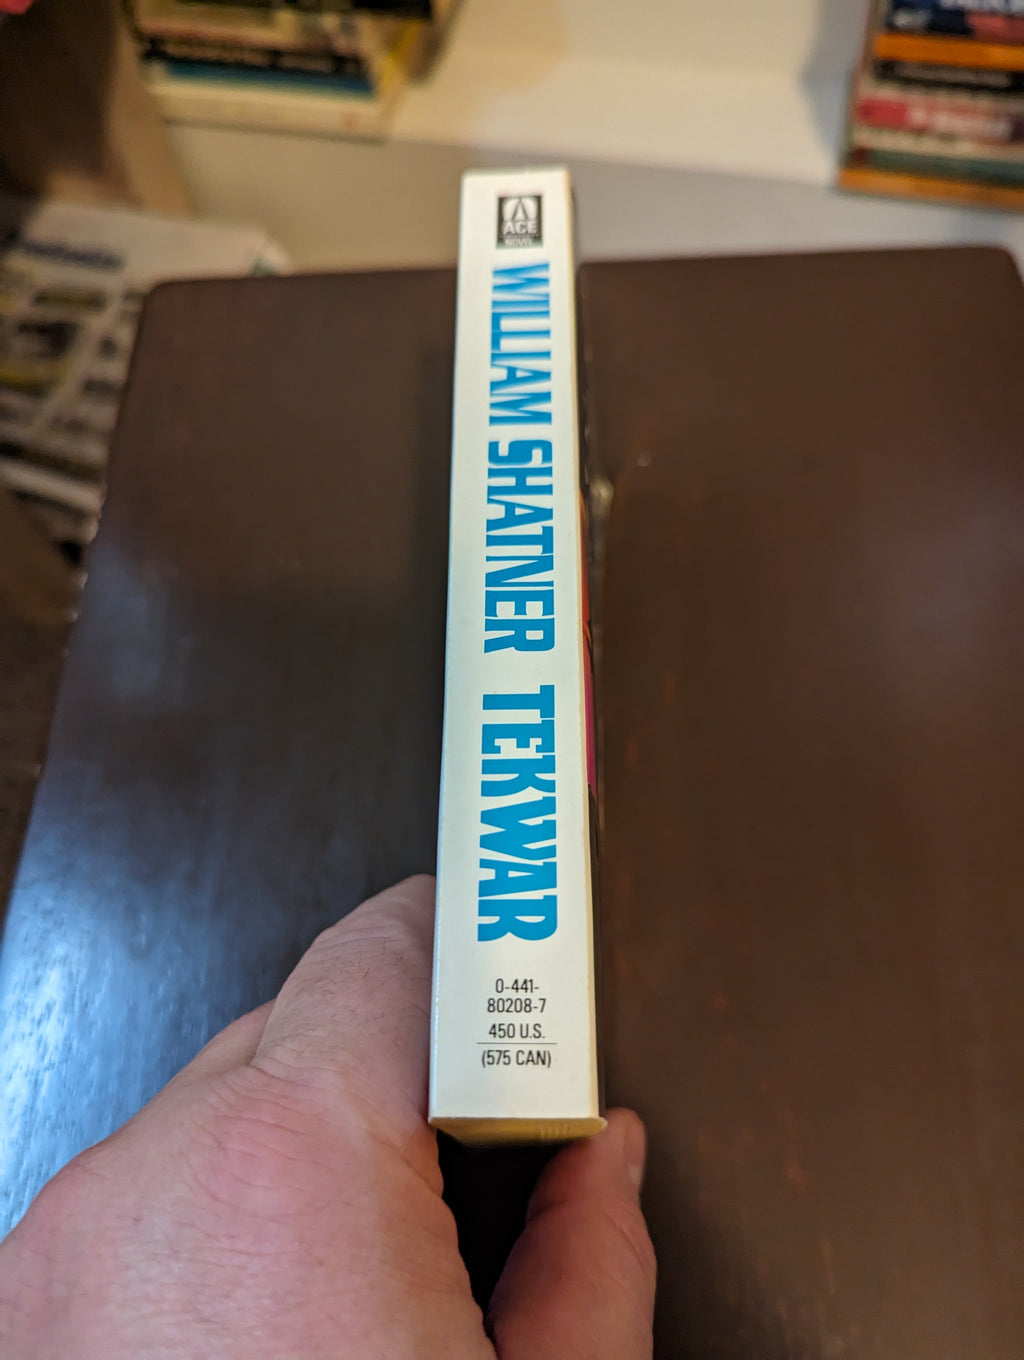 ACE
NOVEL
WILLIAM SHATNER TEKWAR
0-441-
80208-7
450 U.S.
(575 CAN)